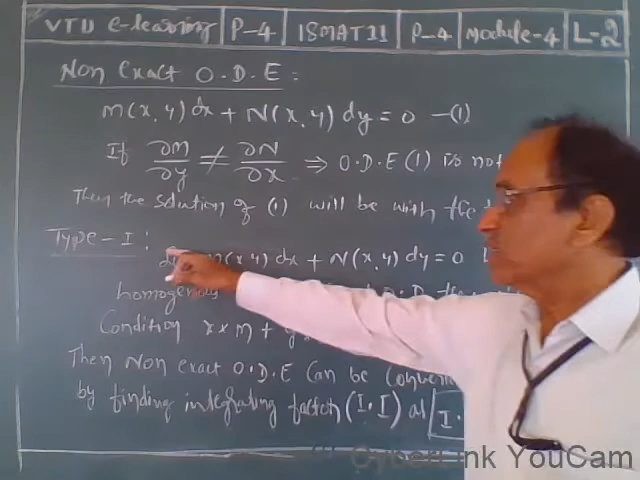 VTU e-learning P-4 18MAT11 P-4 Module-4 L-2
Non Exact O.D.E:
M(x,y)dx + N(x,y)dy = 0 —(1)
If ∂M/∂y ≠ ∂N/∂x ⇒ O.D.E (1) is not
Then the solution of (1) will be with the
Type-I:
M(x,y)dx + N(x,y)dy = 0
Condition x×M + y
Then Non exact O.D.E can be
by finding integrating factor (I.I) as I.
CyberLink YouCam